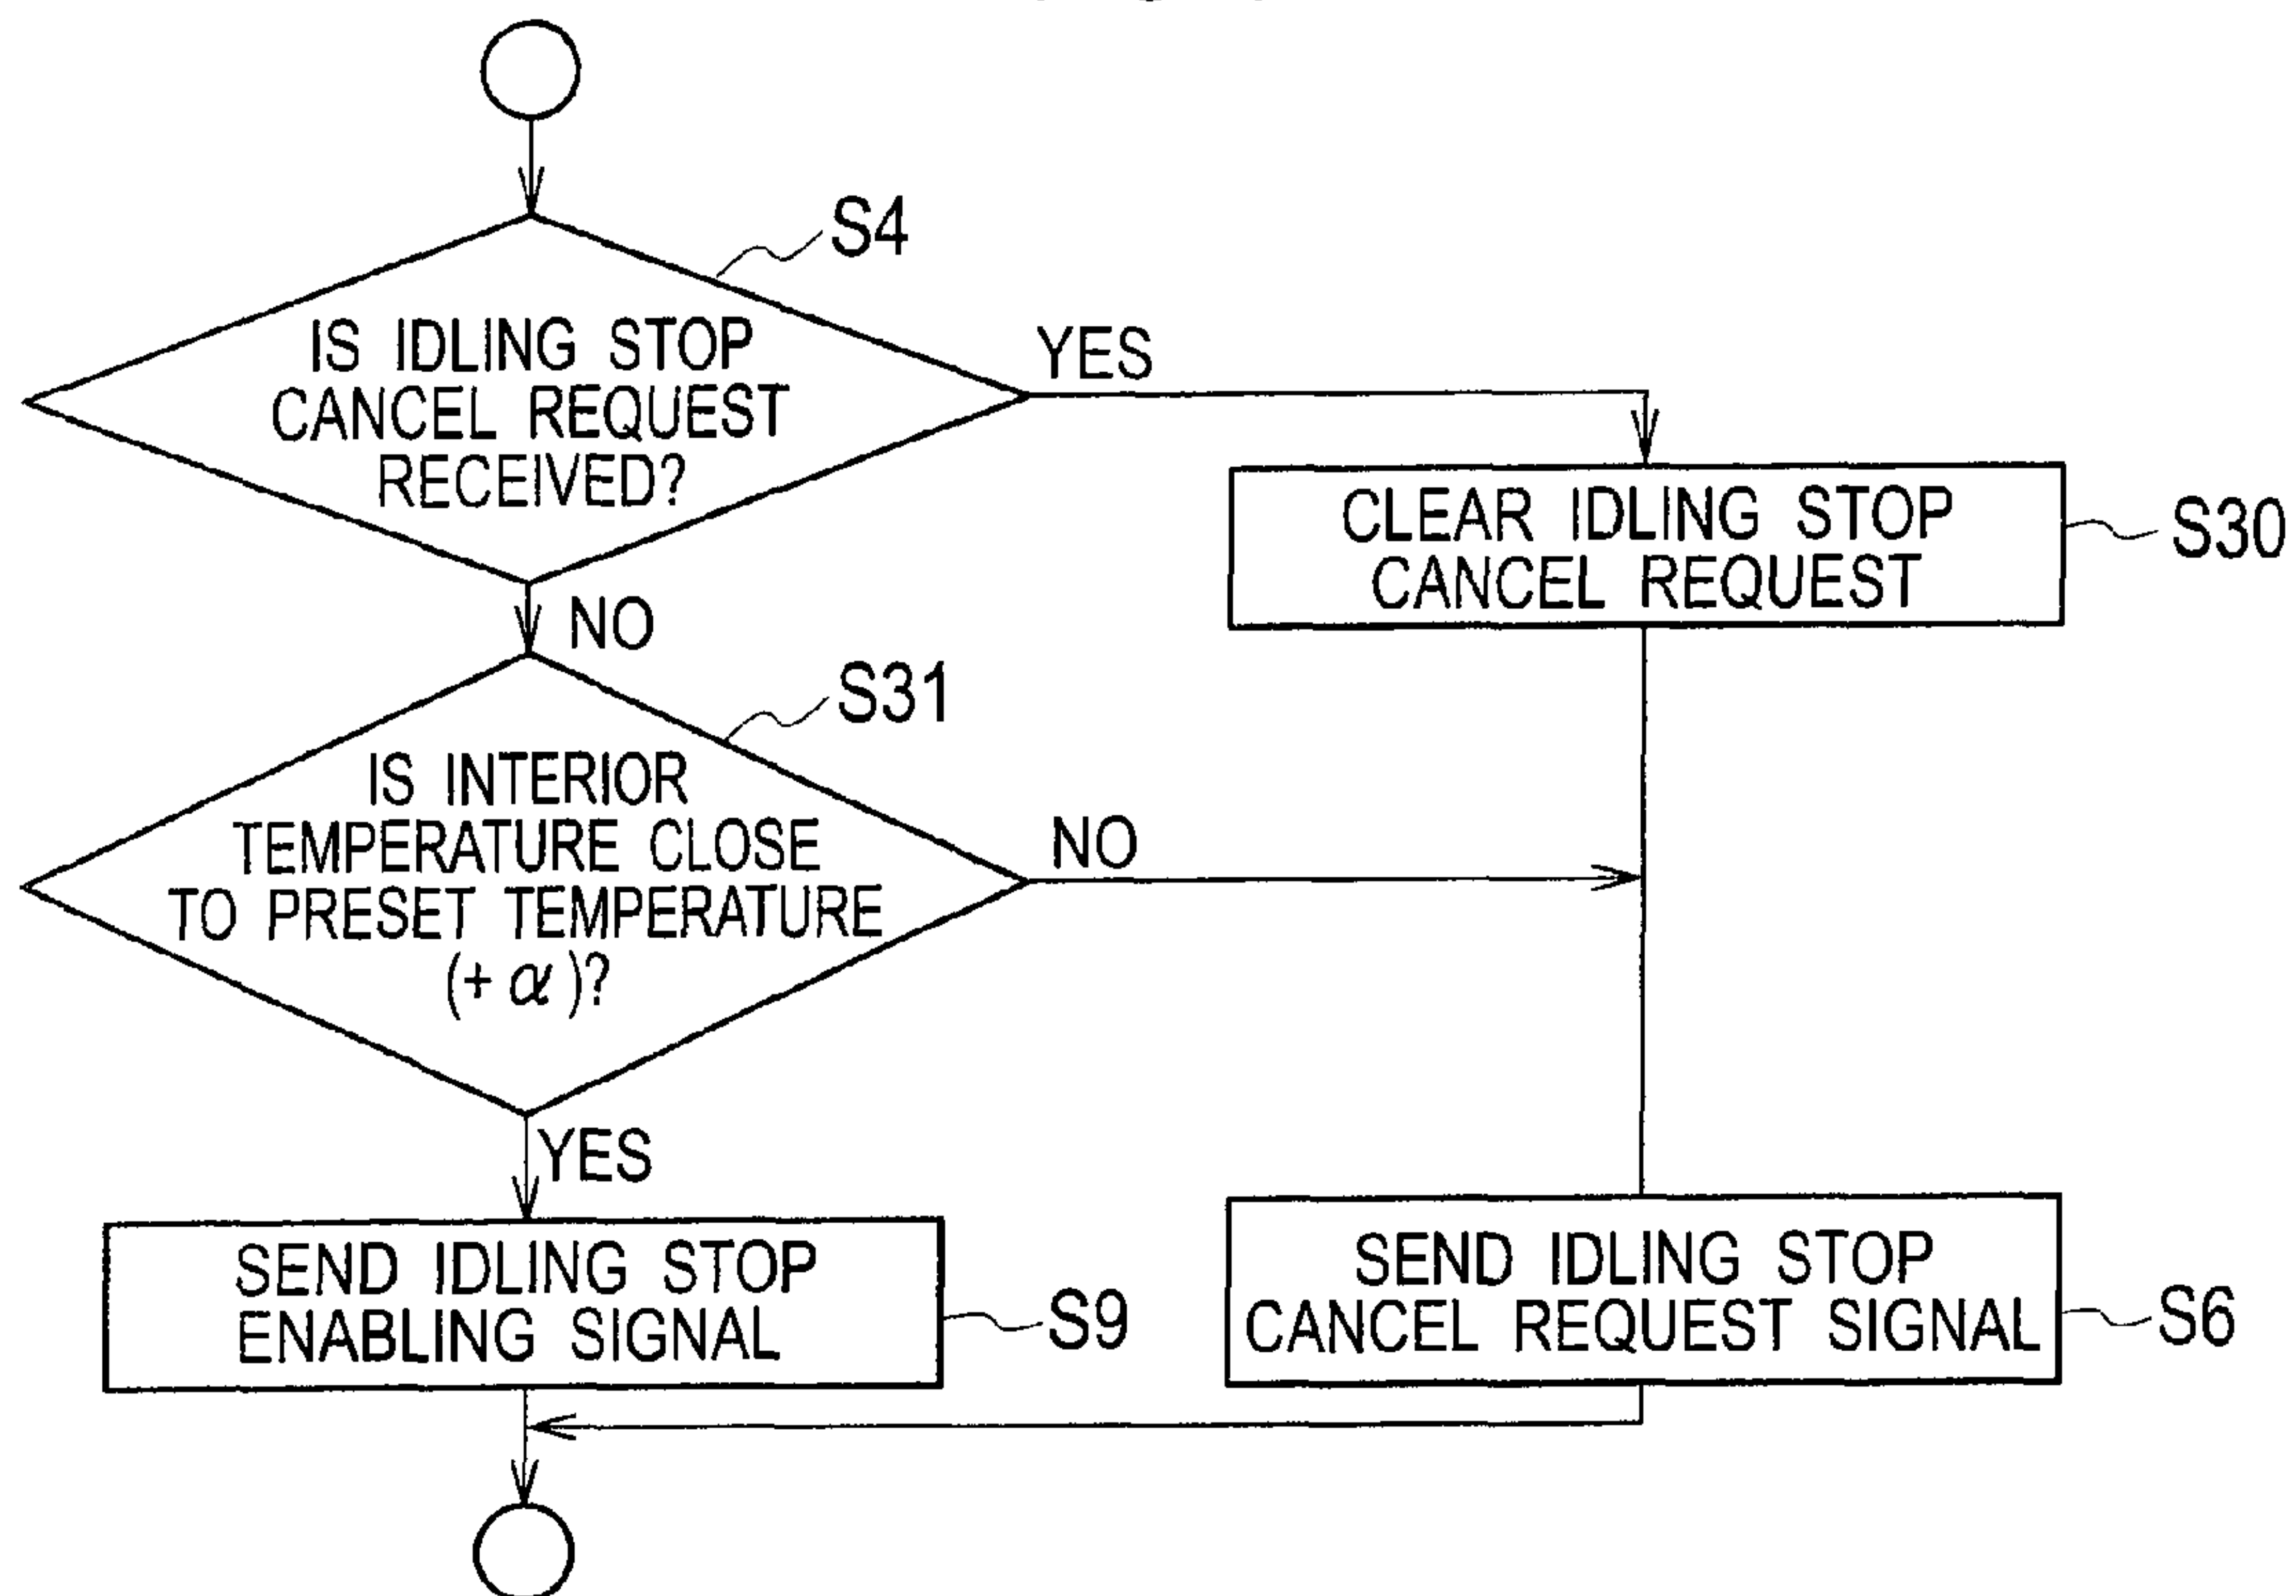 S4
IS IDLING STOP
CANCEL REQUEST
RECEIVED?
YES
CLEAR IDLING STOP
CANCEL REQUEST
S30
NO
S31
IS INTERIOR
TEMPERATURE CLOSE
TO PRESET TEMPERATURE
(+ α)?
NO
YES
SEND IDLING STOP
ENABLING SIGNAL
S9
SEND IDLING STOP
CANCEL REQUEST SIGNAL
S6